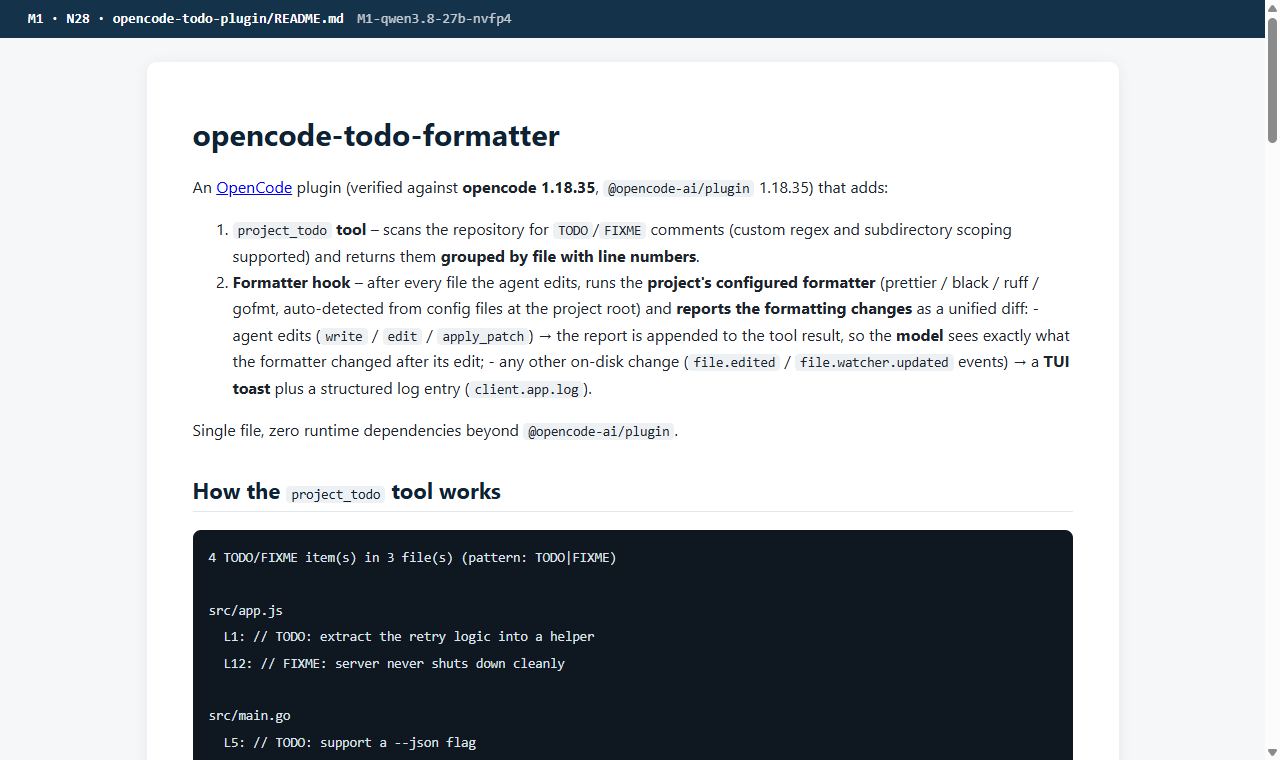 M1 · N28 · opencode-todo-plugin/README.md M1-qwen3.8-27b-nvfp4
opencode-todo-formatter
An OpenCode plugin (verified against opencode 1.18.35, @opencode-ai/plugin 1.18.35) that adds:
1. project_todo tool – scans the repository for TODO / FIXME comments (custom regex and subdirectory scoping
supported) and returns them grouped by file with line numbers.
2. Formatter hook – after every file the agent edits, runs the project's configured formatter (prettier / black / ruff /
gofmt, auto-detected from config files at the project root) and reports the formatting changes as a unified diff: -
agent edits ( write / edit / apply_patch ) → the report is appended to the tool result, so the model sees exactly what
the formatter changed after its edit; - any other on-disk change ( file.edited / file.watcher.updated events) → a TUI
toast plus a structured log entry ( client.app.log ).
Single file, zero runtime dependencies beyond @opencode-ai/plugin .
How the project_todo tool works
4 TODO/FIXME item(s) in 3 file(s) (pattern: TODO|FIXME)
src/app.js
L1: // TODO: extract the retry logic into a helper
L12: // FIXME: server never shuts down cleanly
src/main.go
L5: // TODO: support a --json flag